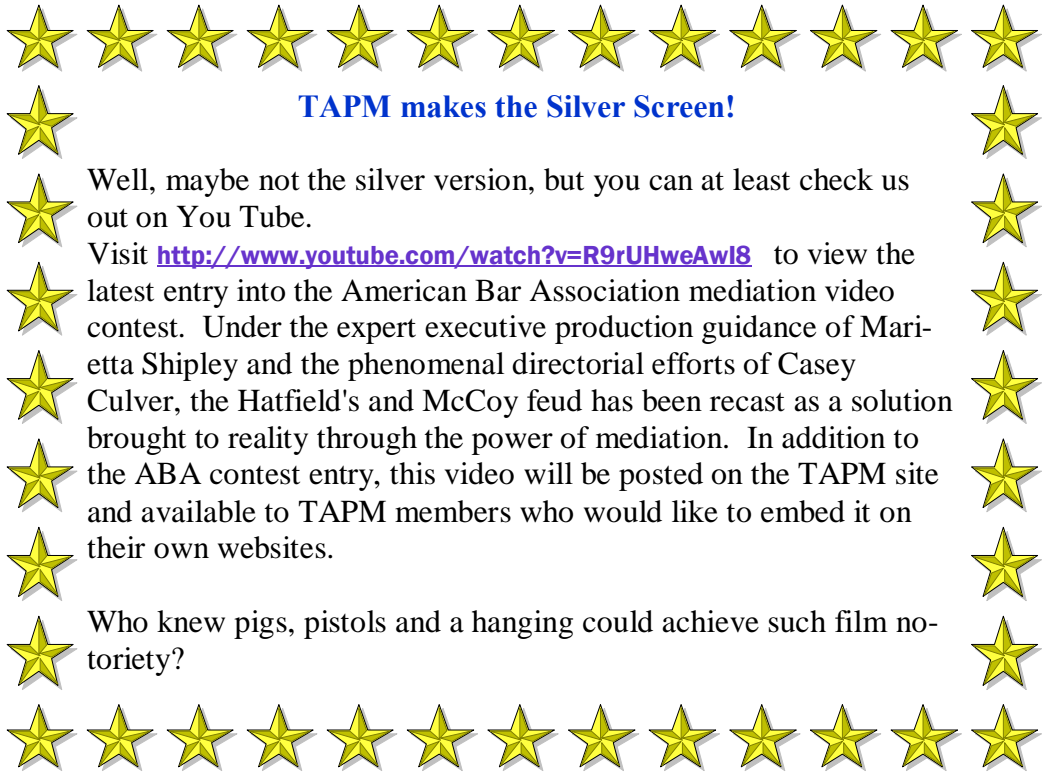 TAPM makes the Silver Screen!
Well, maybe not the silver version, but you can at least check us
out on You Tube.
Visit http://www.youtube.com/watch?v=R9rUHweAwI8 to view the
latest entry into the American Bar Association mediation video
contest. Under the expert executive production guidance of Mari-
etta Shipley and the phenomenal directorial efforts of Casey
Culver, the Hatfield's and McCoy feud has been recast as a solution
brought to reality through the power of mediation. In addition to
the ABA contest entry, this video will be posted on the TAPM site
and available to TAPM members who would like to embed it on
their own websites.
Who knew pigs, pistols and a hanging could achieve such film no-
toriety?